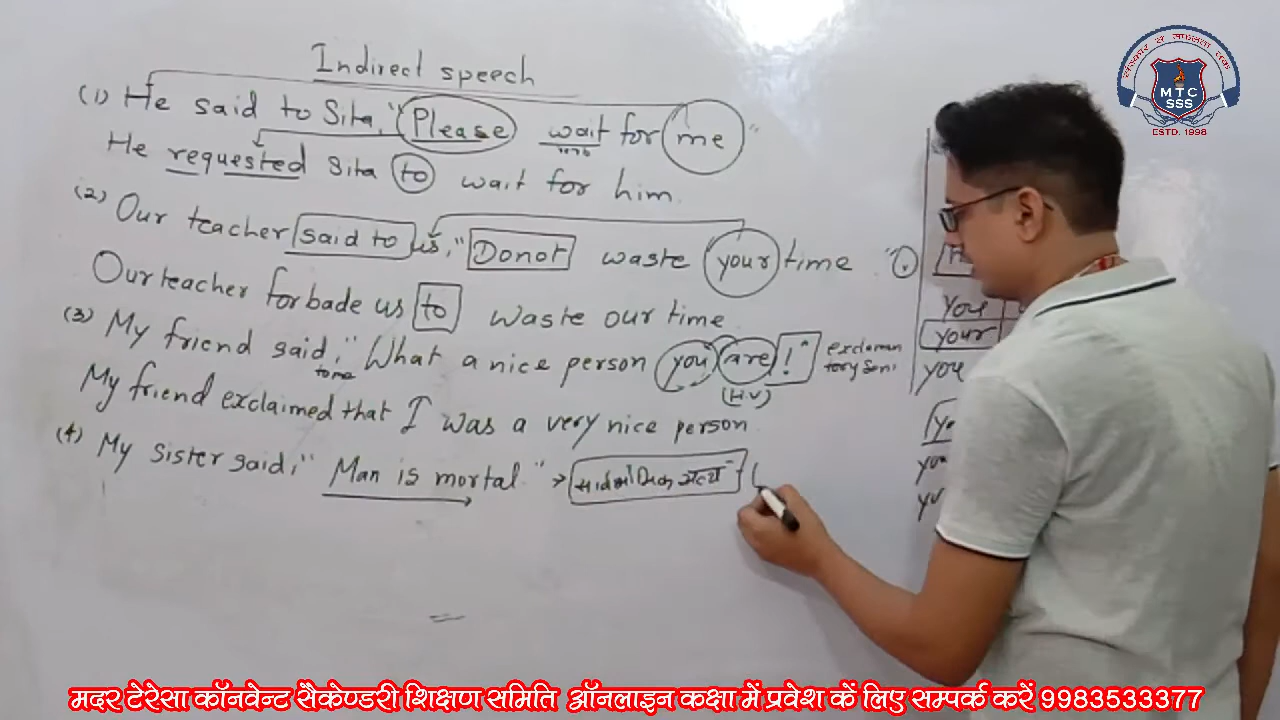 Indirect speech
(1) He said to Sita, "Please wait for me"
He requested Sita to wait for him.
(2) Our teacher said to us, "Donot waste your time ".
Our teacher forbade us to waste our time.
(3) My friend said, "What a nice person you are !" exclaman
to me
(H.V)
My friend exclaimed that I was a very nice person
(4) My sister said, "Man is mortal"
You
your
you
MTC
SSS
ESTD. 1998
मदर टेरेसा कॉनवेन्ट सैकेण्डरी शिक्षण समिति ऑनलाइन कक्षा में प्रवेश के लिए सम्पर्क करें 9983533377